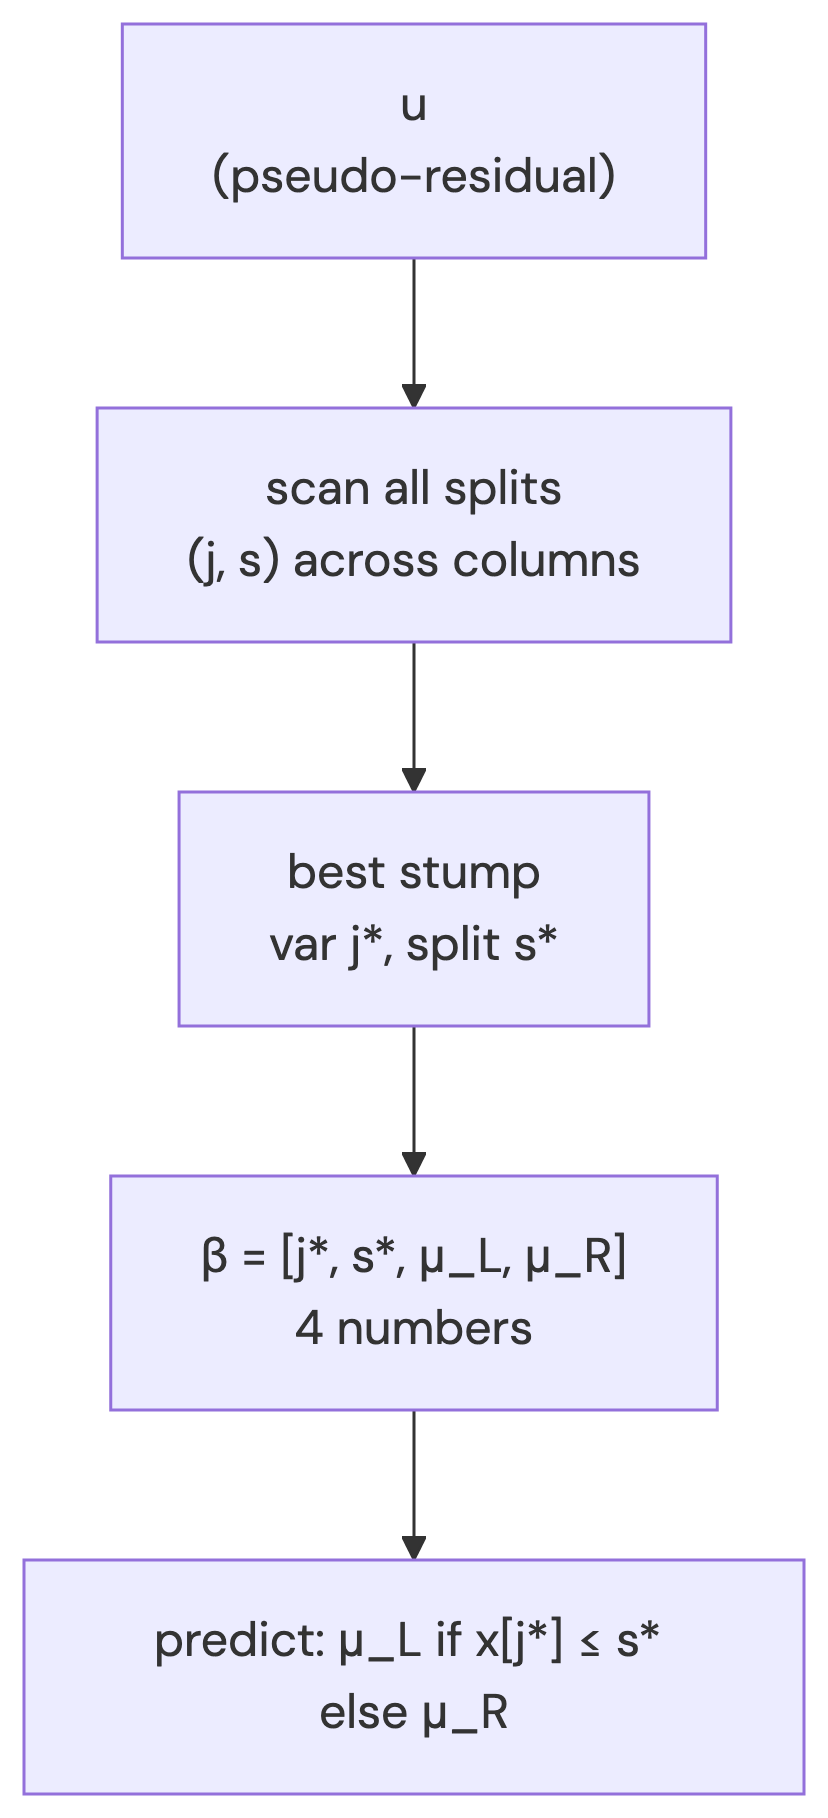 u
(pseudo-residual)
scan all splits
(j, s) across columns
best stump
var j*, split s*
β = [j*, s*, μ_L, μ_R]
4 numbers
predict: μ_L if x[j*] ≤ s*
else μ_R